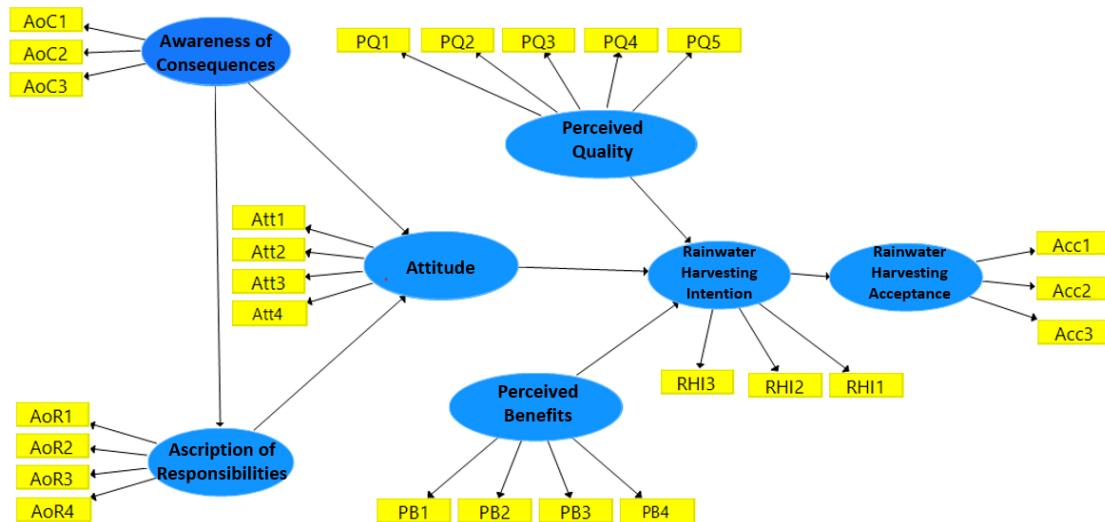 AoC1
AoC2
AoC3
Awareness of
Consequences
PQ1
PQ2
PQ3
PQ4
PQ5
Perceived
Quality
Att1
Att2
Att3
Att4
Attitude
Rainwater
Harvesting
Intention
Rainwater
Harvesting
Acceptance
Acc1
Acc2
Acc3
RHI3
RHI2
RHI1
Perceived
Benefits
AoR1
AoR2
AoR3
AoR4
Ascription of
Responsibilities
PB1
PB2
PB3
PB4